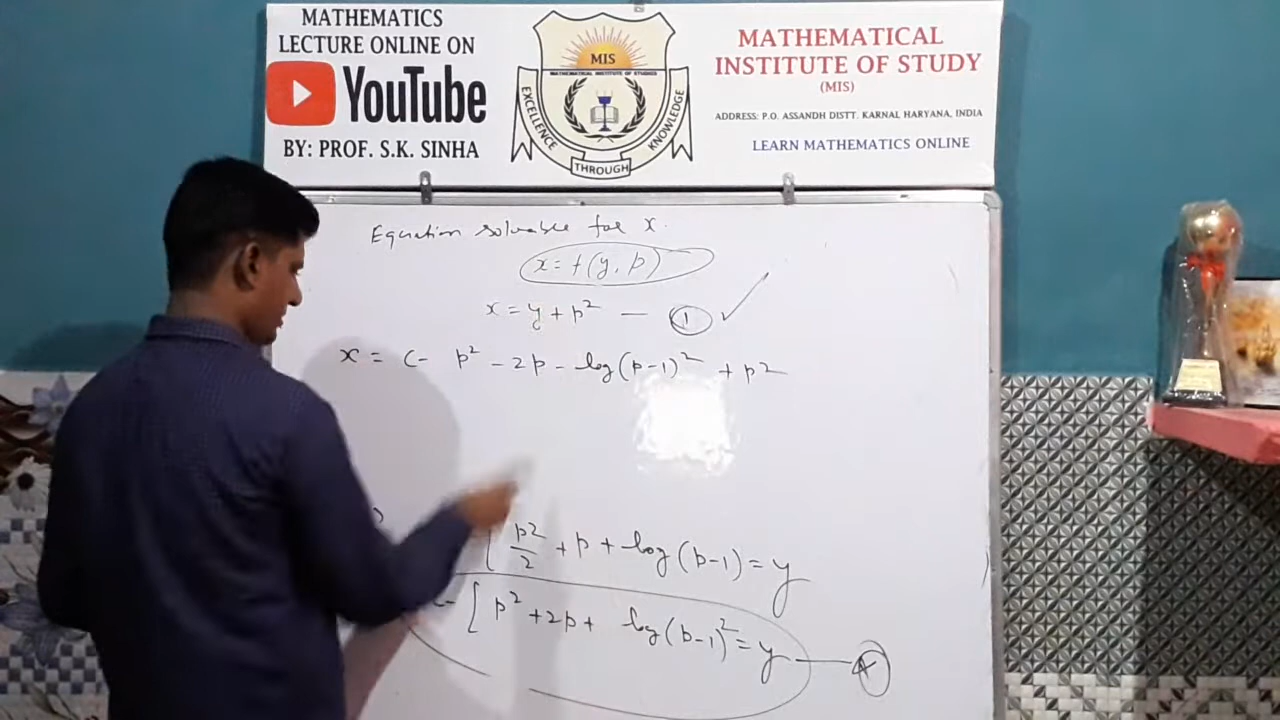 MATHEMATICS
LECTURE ONLINE ON
YouTube
BY: PROF. S.K. SINHA
MIS
MATHEMATICAL INSTITUTE OF STUDIES
EXCELLENCE
THROUGH
KNOWLEDGE
MATHEMATICAL
INSTITUTE OF STUDY
(MIS)
ADDRESS: P.O. ASSANDH DISTT. KARNAL HARYANA, INDIA
LEARN MATHEMATICS ONLINE
Equation solvable for x.
x = f(y, p)
x = y + p² — ①
x = c - p² - 2p - log(p-1)² + p²
[ p²/2 + p + log(p-1) = y
c - [ p² + 2p + log(p-1)² = y —